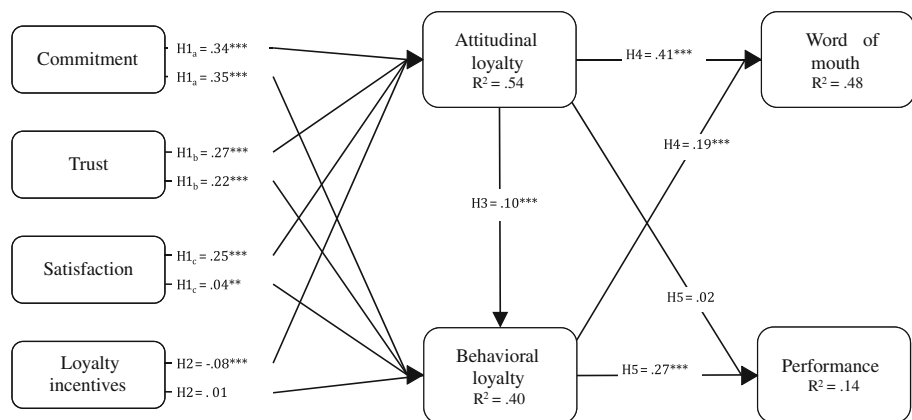 Commitment
H1a = .34***
H1a = .35***
Trust
H1b = .27***
H1b = .22***
Satisfaction
H1c = .25***
H1c = .04**
Loyalty
incentives
H2 = -.08***
H2 = . 01
Attitudinal
loyalty
R² = .54
H3 = .10***
Behavioral
loyalty
R² = .40
H4 = .41***
H4 = .19***
H5 = .02
H5 = .27***
Word of
mouth
R² = .48
Performance
R² = .14